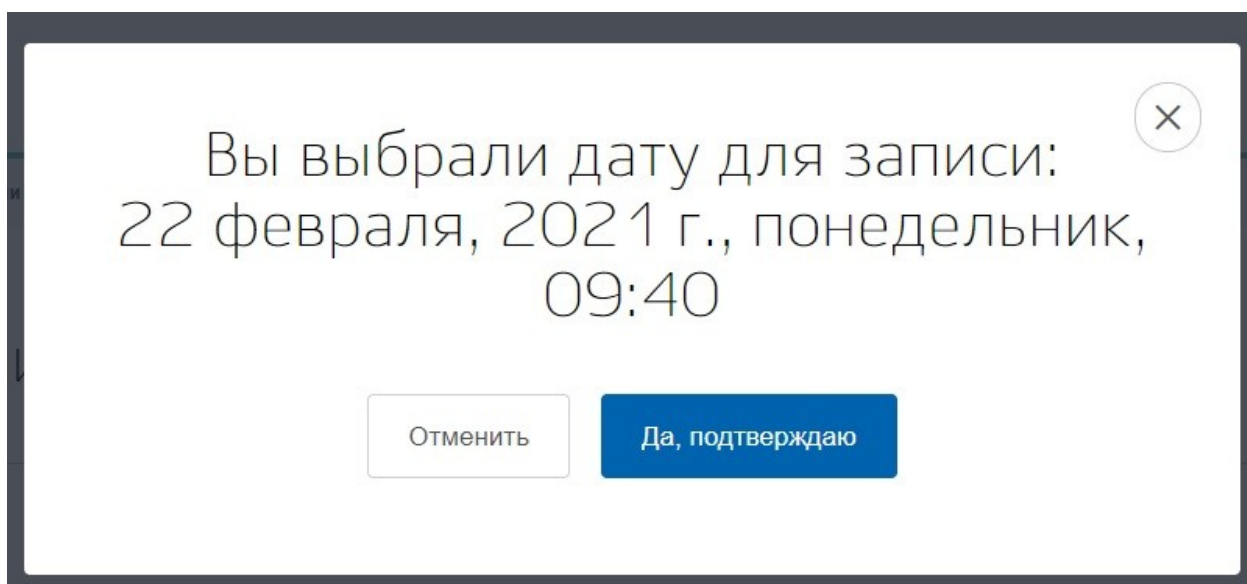 Вы выбрали дату для записи:
22 февраля, 2021 г., понедельник,
09:40
Отменить
Да, подтверждаю